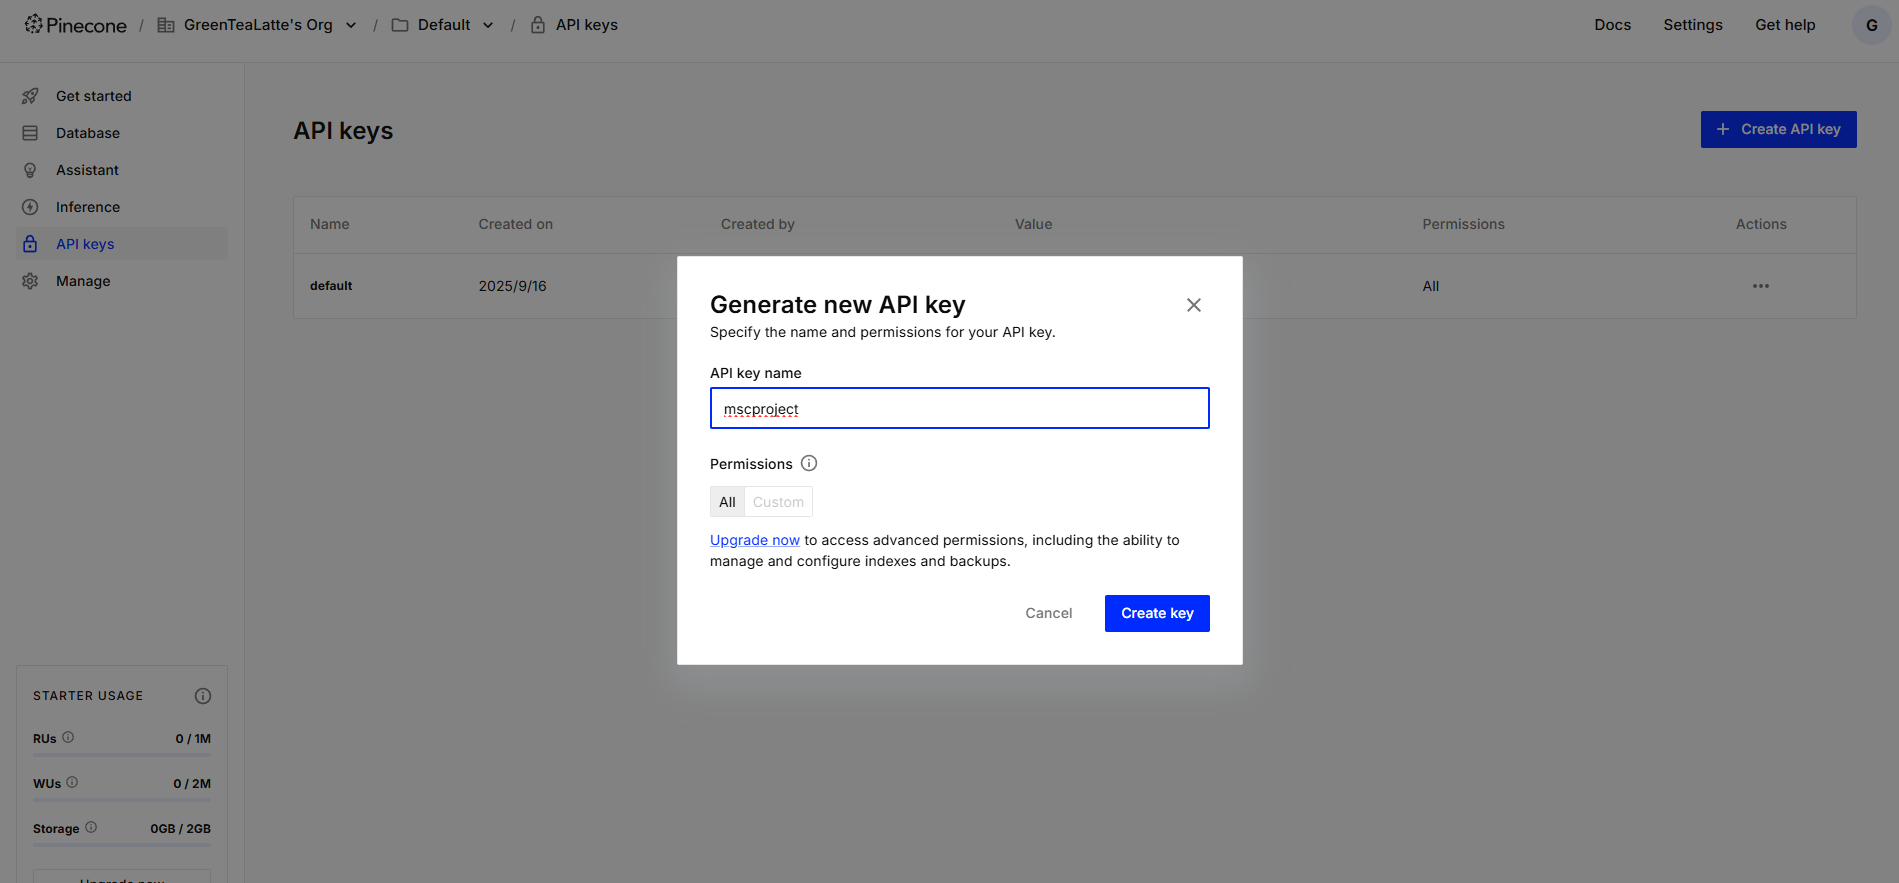 Pinecone / GreenTeaLatte's Org / Default / API keys Docs Settings Get help G
Get started
Database
Assistant
Inference
API keys
Manage
API keys
+ Create API key
Name Created on Created by Value Permissions Actions
default 2025/9/16 All ...
Generate new API key
Specify the name and permissions for your API key.
API key name
mscproject
Permissions
All Custom
Upgrade now to access advanced permissions, including the ability to
manage and configure indexes and backups.
Cancel Create key
STARTER USAGE
RUs 0 / 1M
WUs 0 / 2M
Storage 0GB / 2GB
Upgrade now